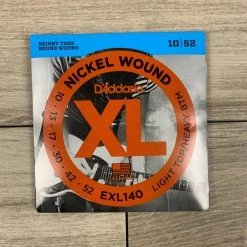 BRIGHT TONE
ROUND WOUND
10|52
NICKEL WOUND
D'Addario
XL
10 · 13 · 17 · 30 · 42 · 52
EXL140
LIGHT TOP/HEAVY BTM